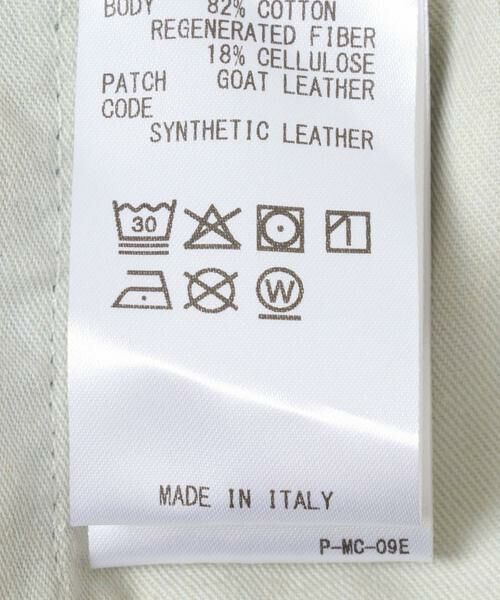 BODY 82% COTTON
REGENERATED FIBER
18% CELLULOSE
PATCH GOAT LEATHER
CODE
SYNTHETIC LEATHER
30
W
MADE IN ITALY
P-MC-09E